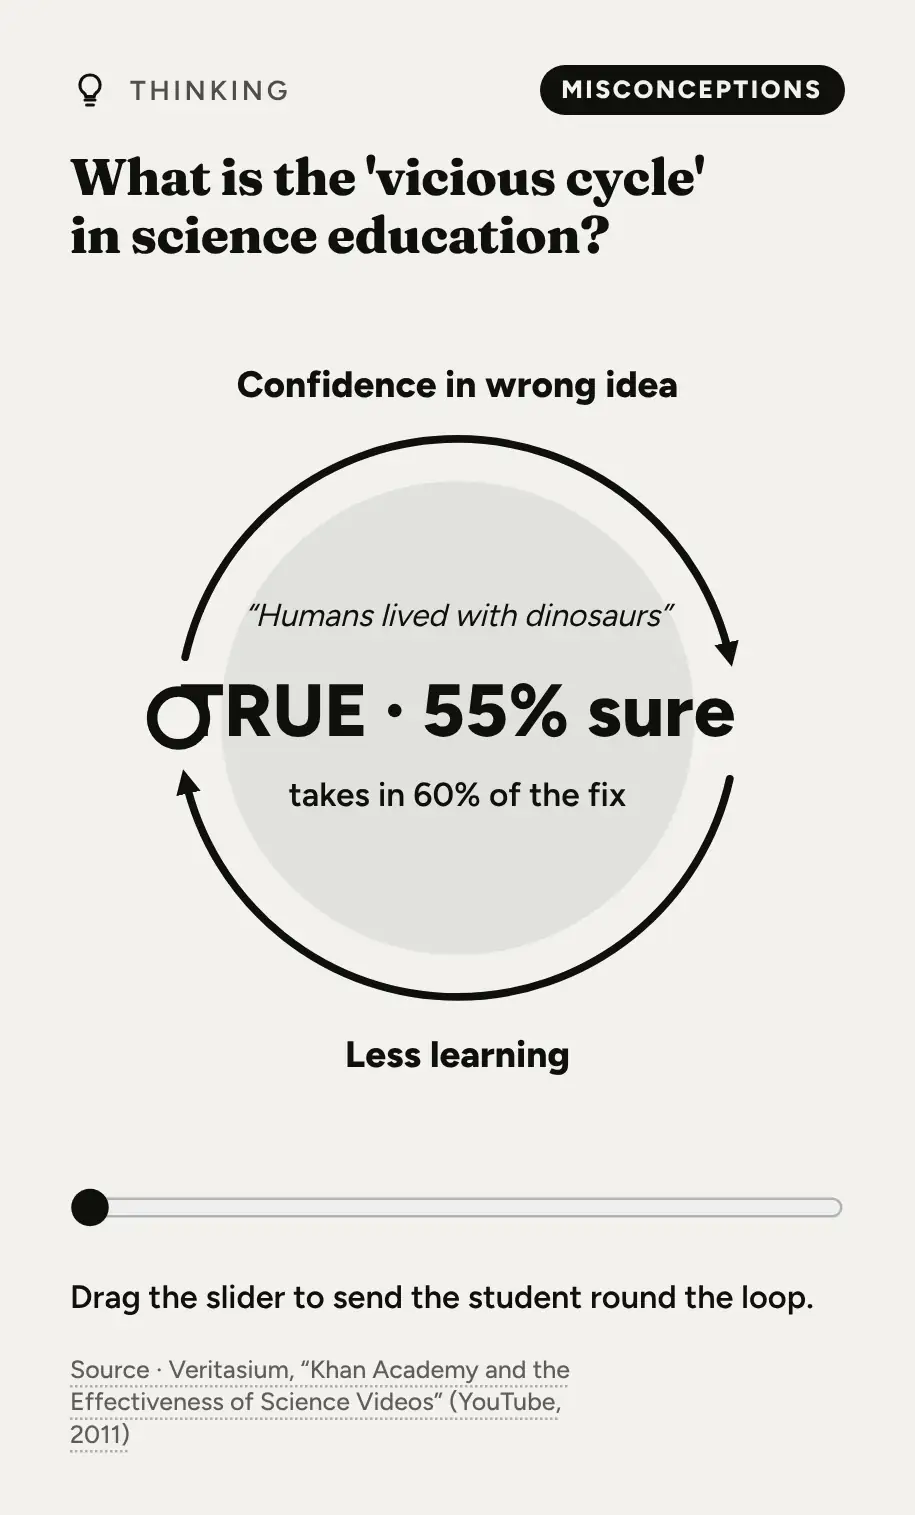 THINKING
MISCONCEPTIONS
What is the 'vicious cycle'
in science education?
Confidence in wrong idea
“Humans lived with dinosaurs”
TRUE · 55% sure
takes in 60% of the fix
Less learning
Drag the slider to send the student round the loop.
Source · Veritasium, “Khan Academy and the
Effectiveness of Science Videos” (YouTube,
2011)